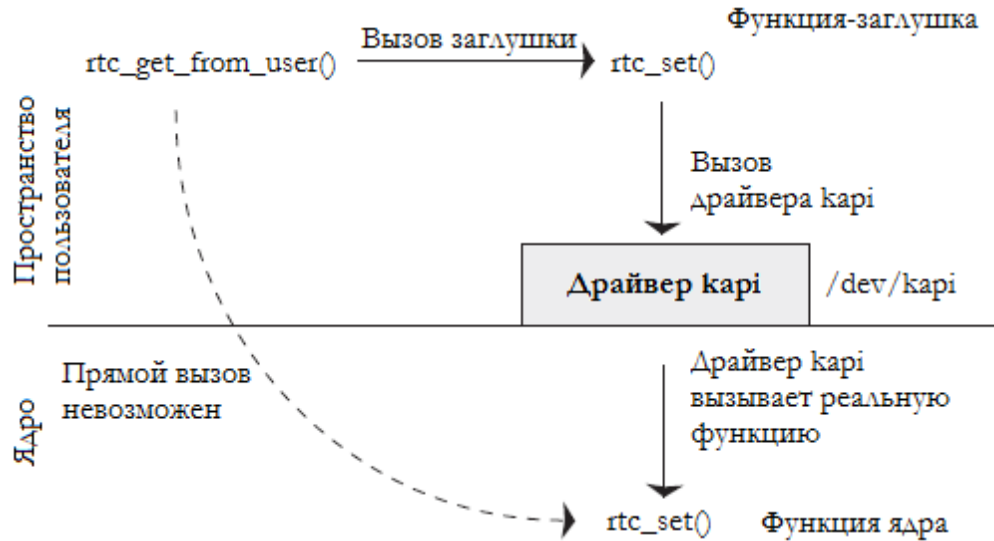 Функция-заглушка
Вызов заглушки
rtc_get_from_user()
rtc_set()
Пространство
пользователя
Вызов
драйвера kapi
Драйвер kapi
/dev/kapi
Прямой вызов
невозможен
Драйвер kapi
вызывает реальную
функцию
Ядро
rtc_set()
Функция ядра